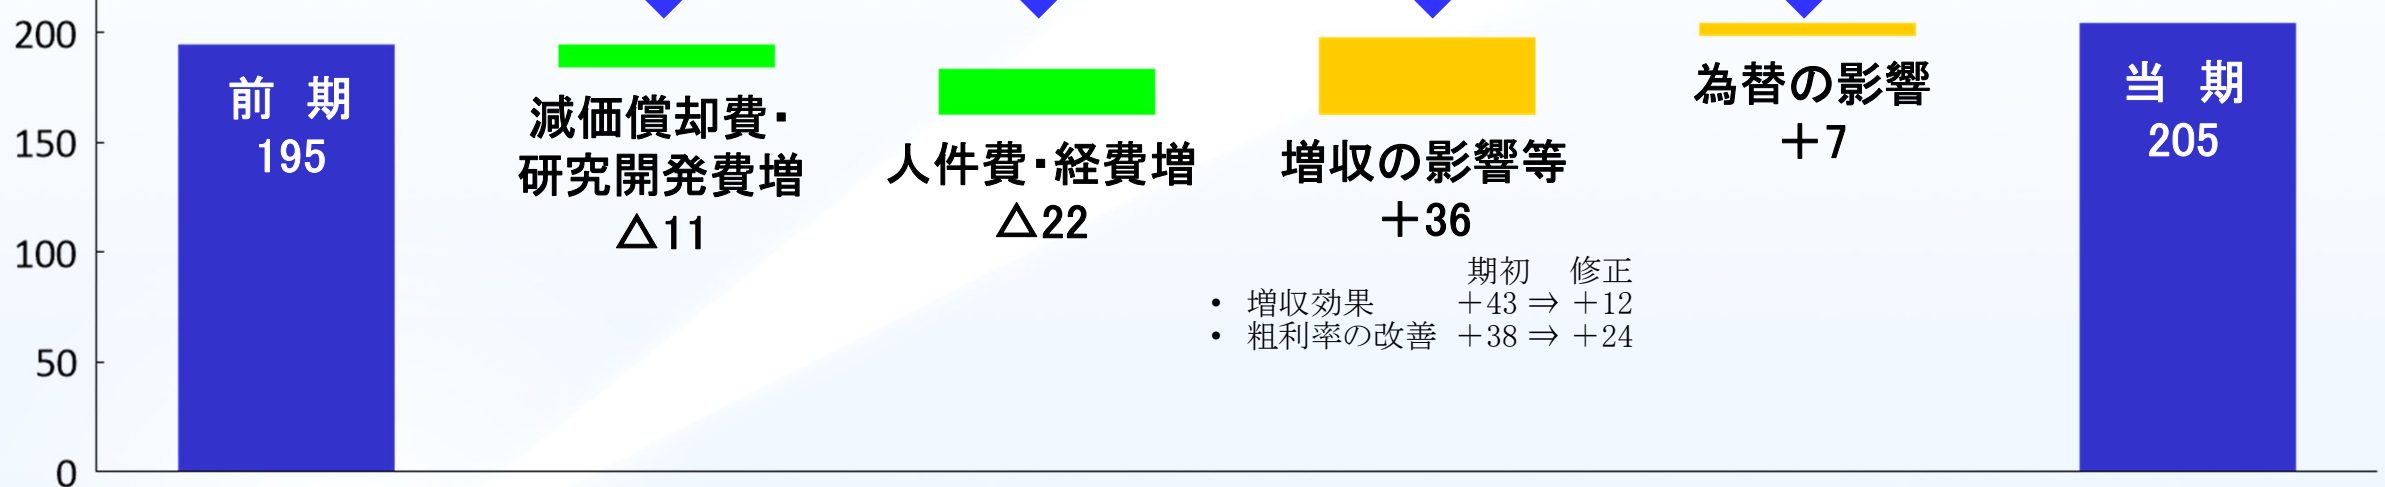 200
150
100
50
0
前 期
195
減価償却費・
研究開発費増
△11
人件費・経費増
△22
増収の影響等
＋36
期初 修正
• 増収効果 ＋43 ⇒ ＋12
• 粗利率の改善 ＋38 ⇒ ＋24
為替の影響
＋7
当 期
205